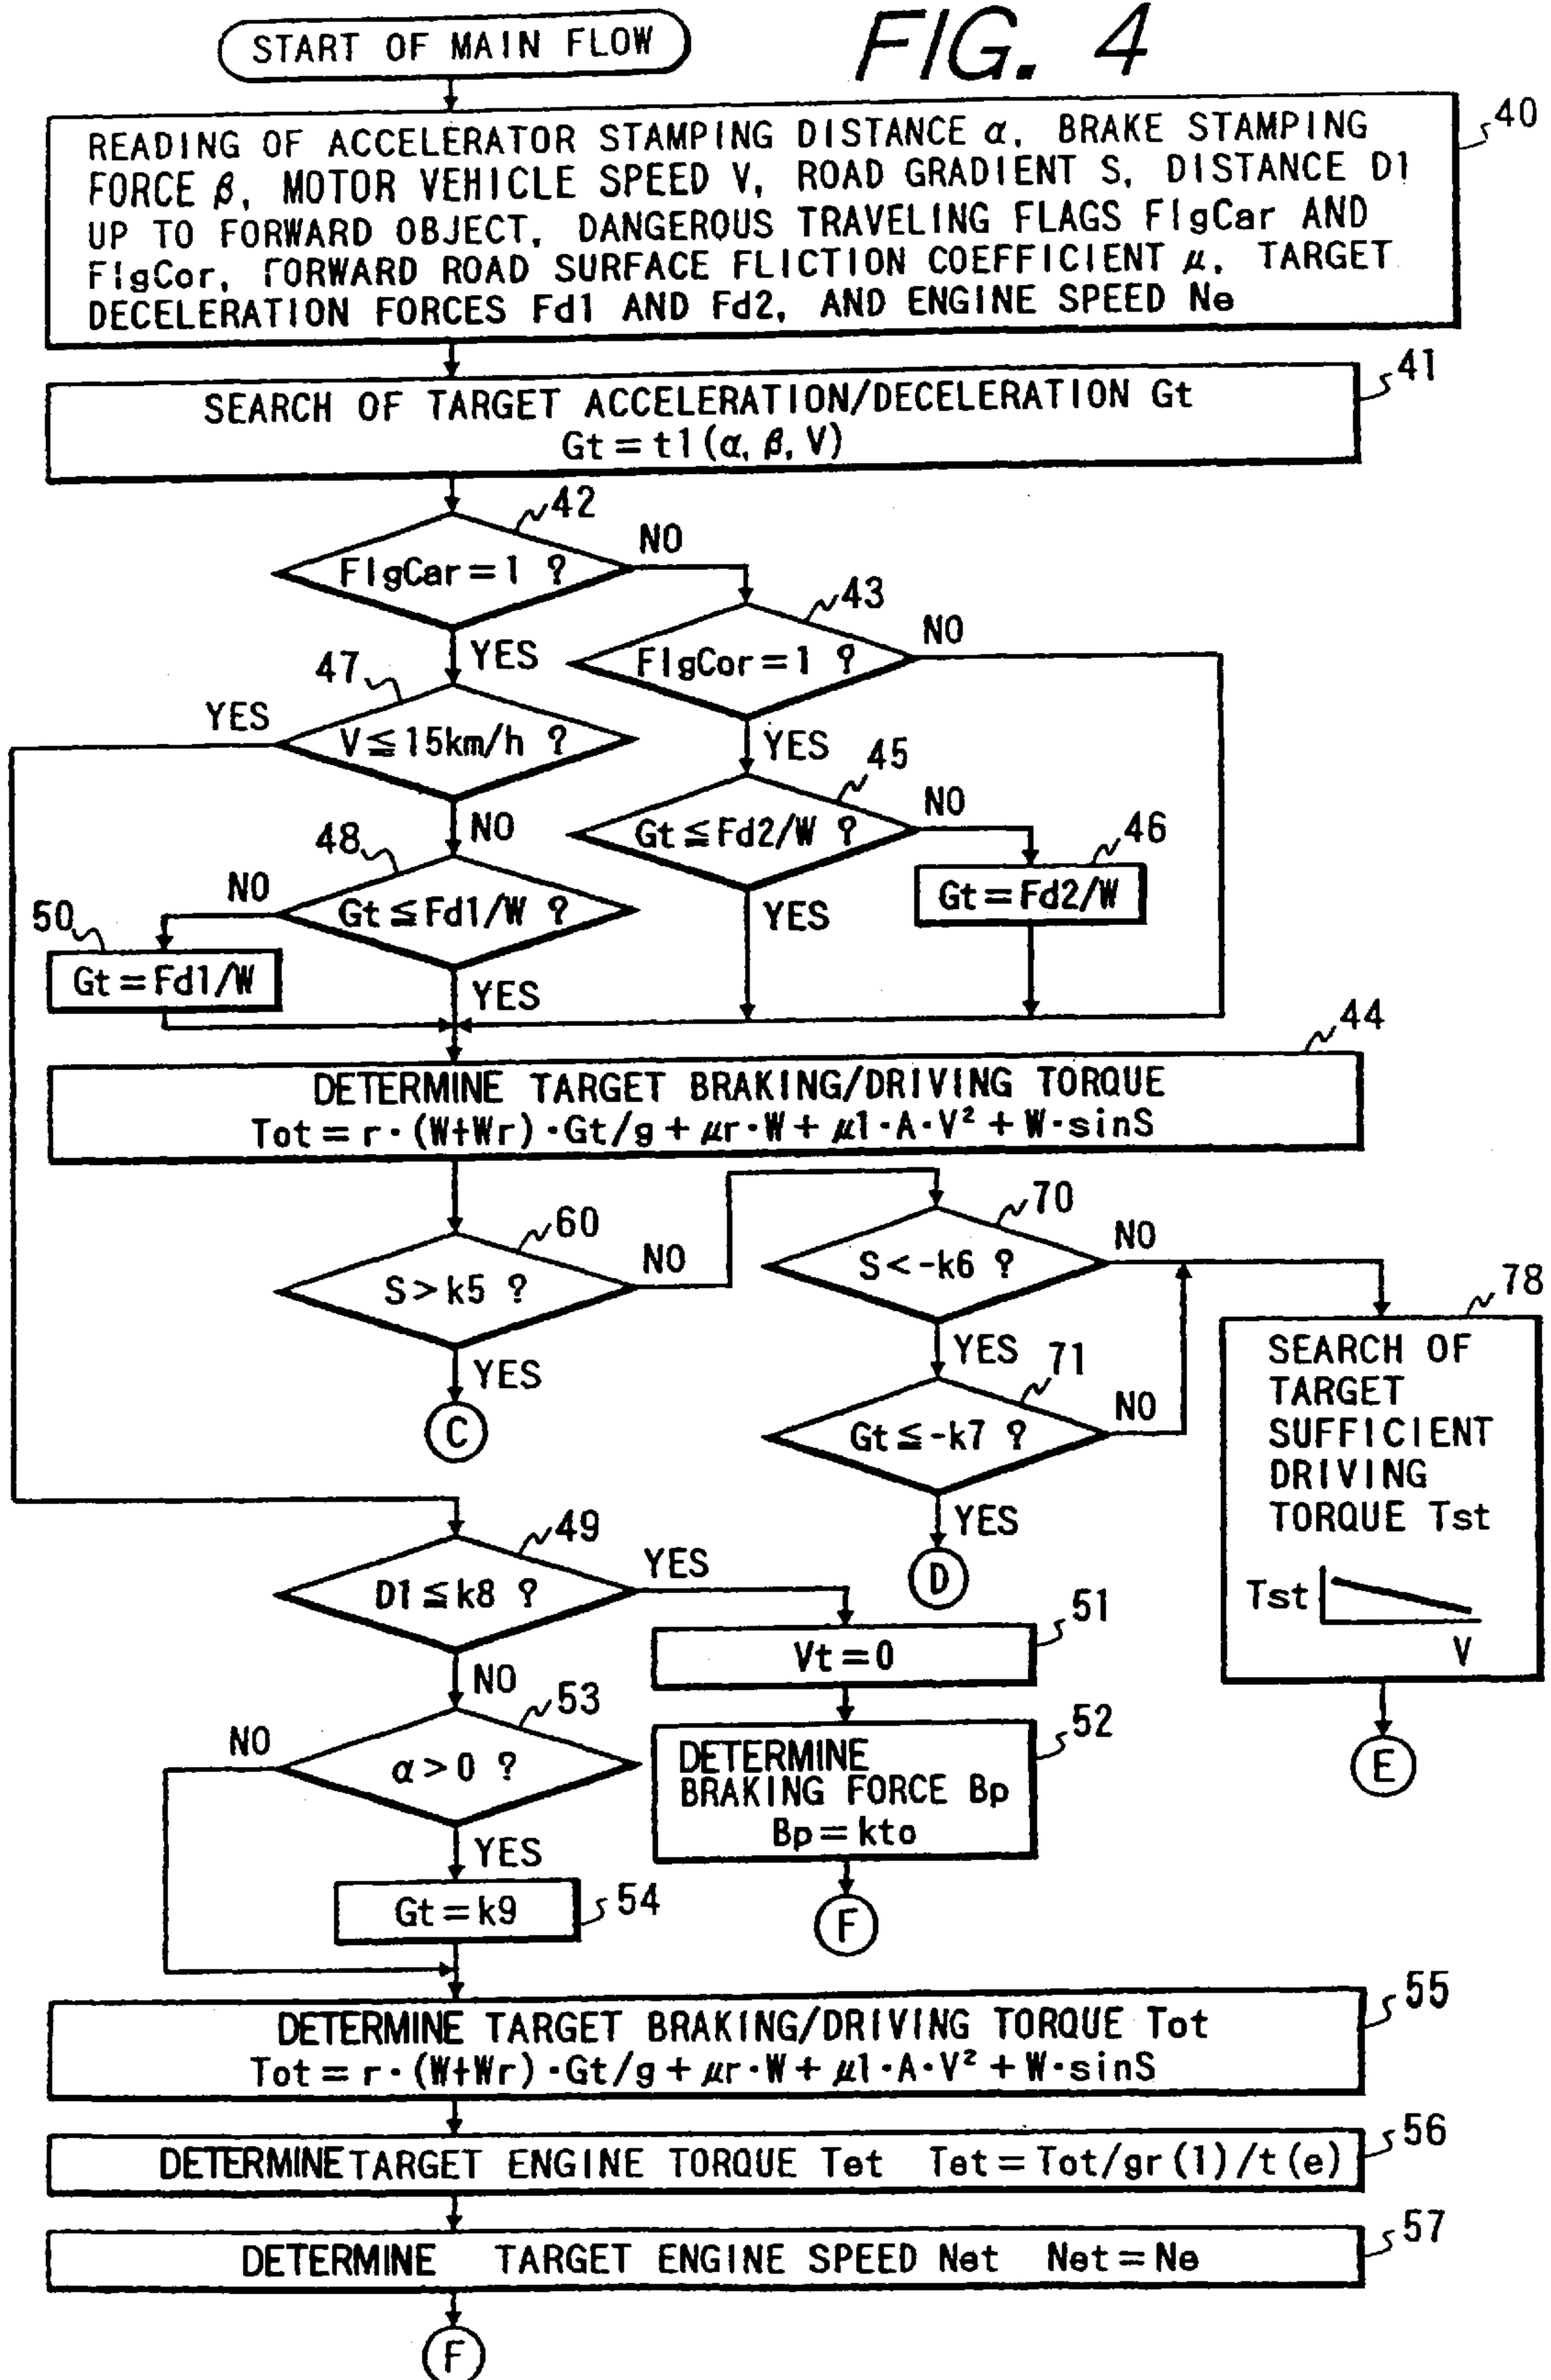 FIG. 4
START OF MAIN FLOW
READING OF ACCELERATOR STAMPING DISTANCE α, BRAKE STAMPING
FORCE β, MOTOR VEHICLE SPEED V, ROAD GRADIENT S, DISTANCE D1
UP TO FORWARD OBJECT, DANGEROUS TRAVELING FLAGS FlgCar AND
FlgCor, FORWARD ROAD SURFACE FLICTION COEFFICIENT μ, TARGET
DECELERATION FORCES Fd1 AND Fd2, AND ENGINE SPEED Ne
40
SEARCH OF TARGET ACCELERATION/DECELERATION Gt
Gt=t1(α, β, V)
41
42
FlgCar=1 ?
NO
YES
43
FlgCor=1 ?
NO
YES
47
V≦15km/h ?
YES
NO
45
Gt≦Fd2/W ?
NO
YES
46
Gt=Fd2/W
48
Gt≦Fd1/W ?
NO
YES
50
Gt=Fd1/W
44
DETERMINE TARGET BRAKING/DRIVING TORQUE
Tot=r·(W+Wr)·Gt/g+μr·W+μl·A·V²+W·sinS
60
S>k5 ?
NO
YES
C
70
S<-k6 ?
NO
YES
71
Gt≦-k7 ?
NO
YES
D
78
SEARCH OF
TARGET
SUFFICIENT
DRIVING
TORQUE Tst
Tst
V
E
49
D1≦k8 ?
YES
NO
51
Vt=0
52
DETERMINE
BRAKING FORCE Bp
Bp=kto
F
53
α>0 ?
NO
YES
Gt=k9
54
55
DETERMINE TARGET BRAKING/DRIVING TORQUE Tot
Tot=r·(W+Wr)·Gt/g+μr·W+μl·A·V²+W·sinS
56
DETERMINE TARGET ENGINE TORQUE Tet Tet=Tot/gr(1)/t(e)
57
DETERMINE TARGET ENGINE SPEED Net Net=Ne
F